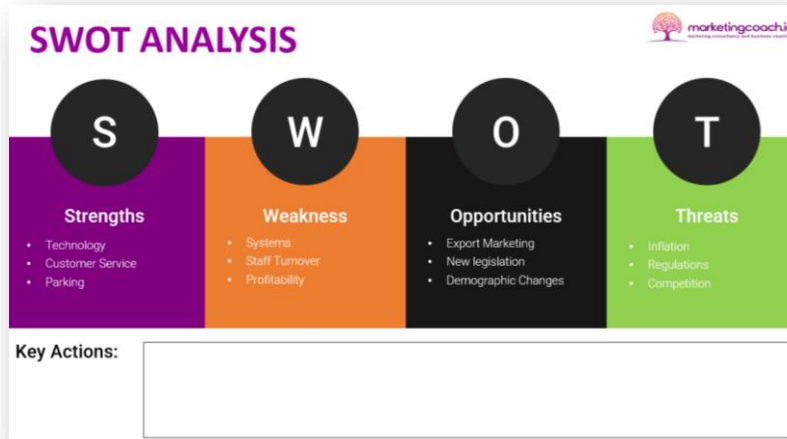 SWOT ANALYSIS
marketingcoach.ie
S
W
O
T
Strengths
• Technology
• Customer Service
• Parking
Weakness
• Systems
• Staff Turnover
• Profitability
Opportunities
• Export Marketing
• New legislation
• Demographic Changes
Threats
• Inflation
• Regulations
• Competition
Key Actions: